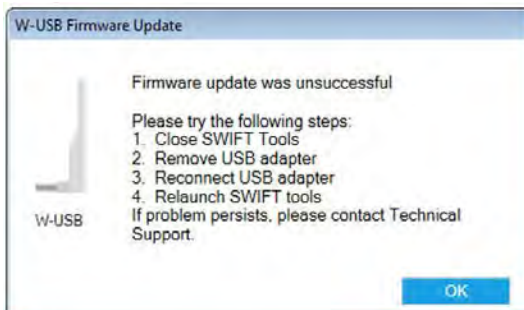 W-USB Firmware Update
Firmware update was unsuccessful
Please try the following steps:
1. Close SWIFT Tools
2. Remove USB adapter
3. Reconnect USB adapter
4. Relaunch SWIFT tools
If problem persists, please contact Technical
Support.
W-USB
OK